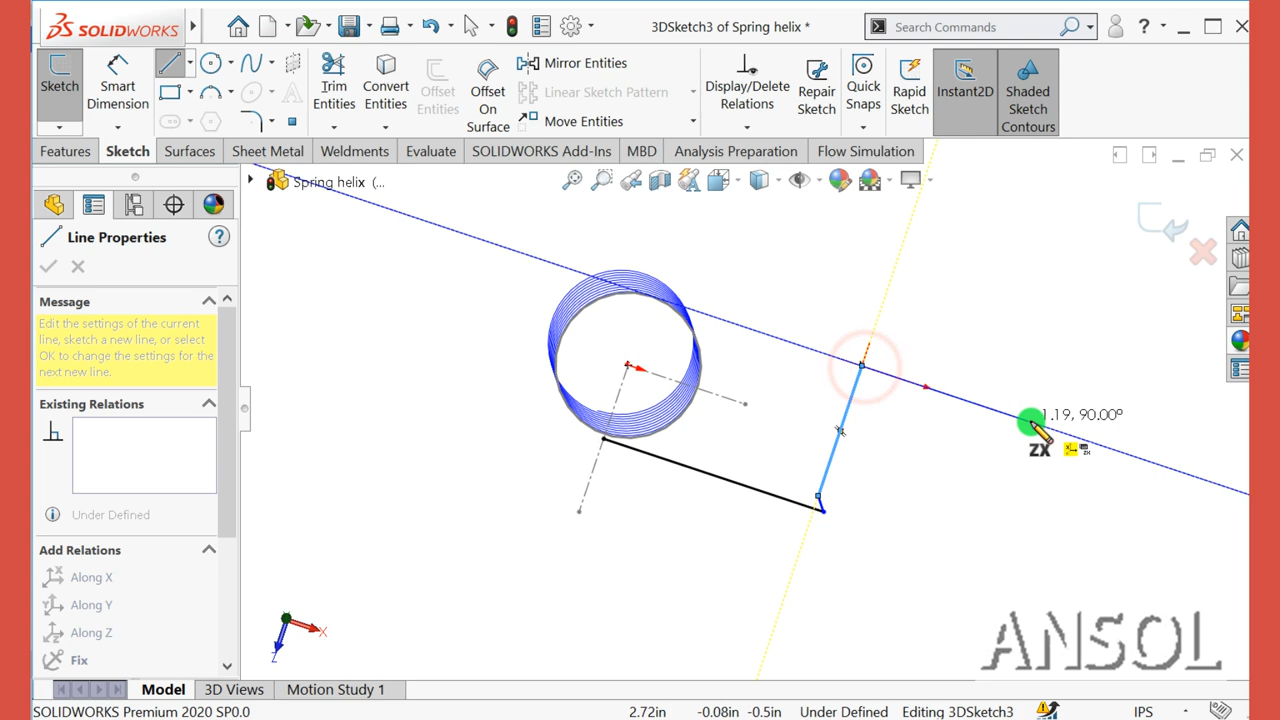 SOLIDWORKS
3DSketch3 of Spring helix *
Search Commands
?
Sketch
Smart Dimension
Trim Entities
Convert Entities
Offset Entities
Offset On Surface
Mirror Entities
Linear Sketch Pattern
Move Entities
Display/Delete Relations
Repair Sketch
Quick Snaps
Rapid Sketch
Instant2D
Shaded Sketch Contours
Features
Sketch
Surfaces
Sheet Metal
Weldments
Evaluate
SOLIDWORKS Add-Ins
MBD
Analysis Preparation
Flow Simulation
Spring helix (...
Line Properties
?
Message
Edit the settings of the current
line, sketch a new line, or select
OK to change the settings for the
next new line.
Existing Relations
Under Defined
Add Relations
Along X
Along Y
Along Z
Fix
1.19, 90.00°
ZX
X
Z
ANSOL
Model
3D Views
Motion Study 1
SOLIDWORKS Premium 2020 SP0.0
2.72in
-0.08in
-0.5in
Under Defined
Editing 3DSketch3
IPS